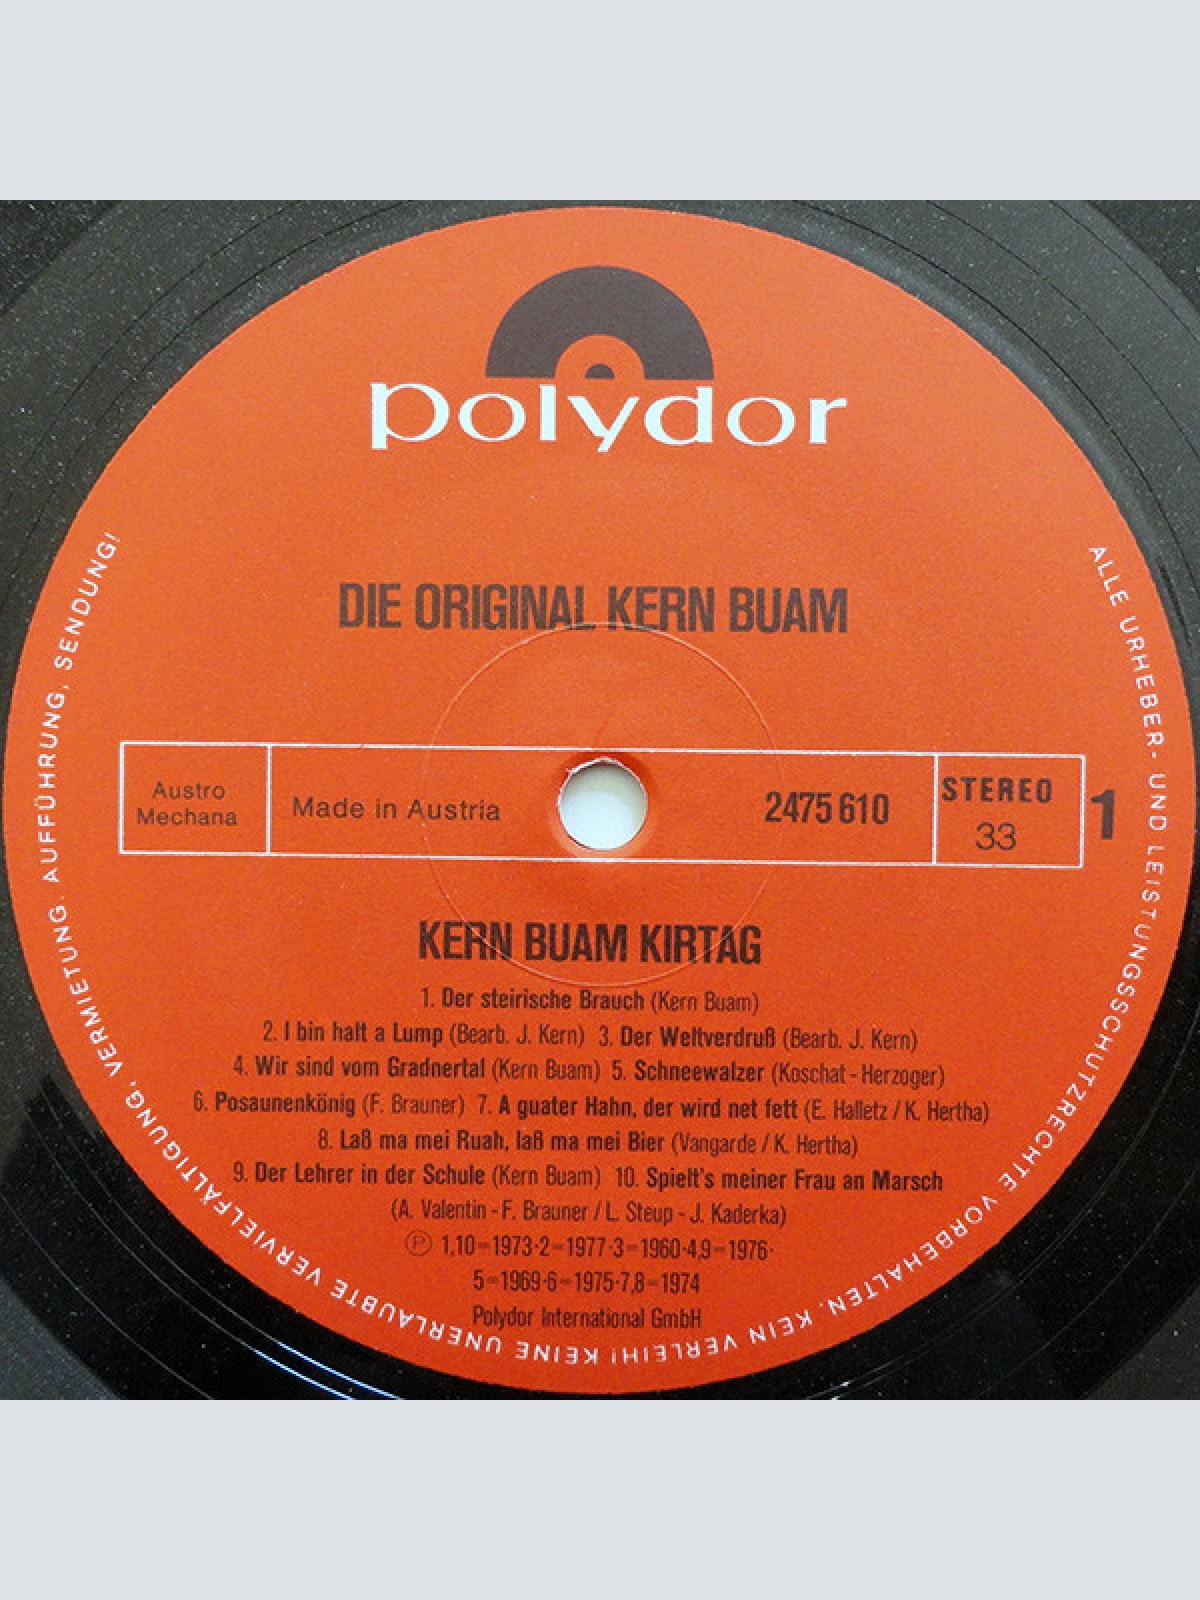 polydor
DIE ORIGINAL KERN BUAM
Austro
Mechana
Made in Austria
2475 610
STEREO
33
1
KERN BUAM KIRTAG
1. Der steirische Brauch (Kern Buam)
2. I bin halt a Lump (Bearb. J. Kern) 3. Der Weltverdruß (Bearb. J. Kern)
4. Wir sind vom Gradnertal (Kern Buam) 5. Schneewalzer (Koschat-Herzoger)
6. Posaunenkönig (F. Brauner) 7. A guater Hahn, der wird net fett (E. Halletz / K. Hertha)
8. Laß ma mei Ruah, laß ma mei Bier (Vangarde / K. Hertha)
9. Der Lehrer in der Schule (Kern Buam) 10. Spielt's meiner Frau an Marsch
(A. Valentin - F. Brauner / L. Steup - J. Kaderka)
℗ 1,10=1973·2=1977·3=1960·4,9=1976·
5=1969·6=1975·7,8=1974
Polydor International GmbH
ALLE URHEBER- UND LEISTUNGSSCHUTZRECHTE VORBEHALTEN. KEIN VERLEIH! KEINE UNERLAUBTE VERVIELFÄLTIGUNG, VERMIETUNG, AUFFÜHRUNG, SENDUNG!